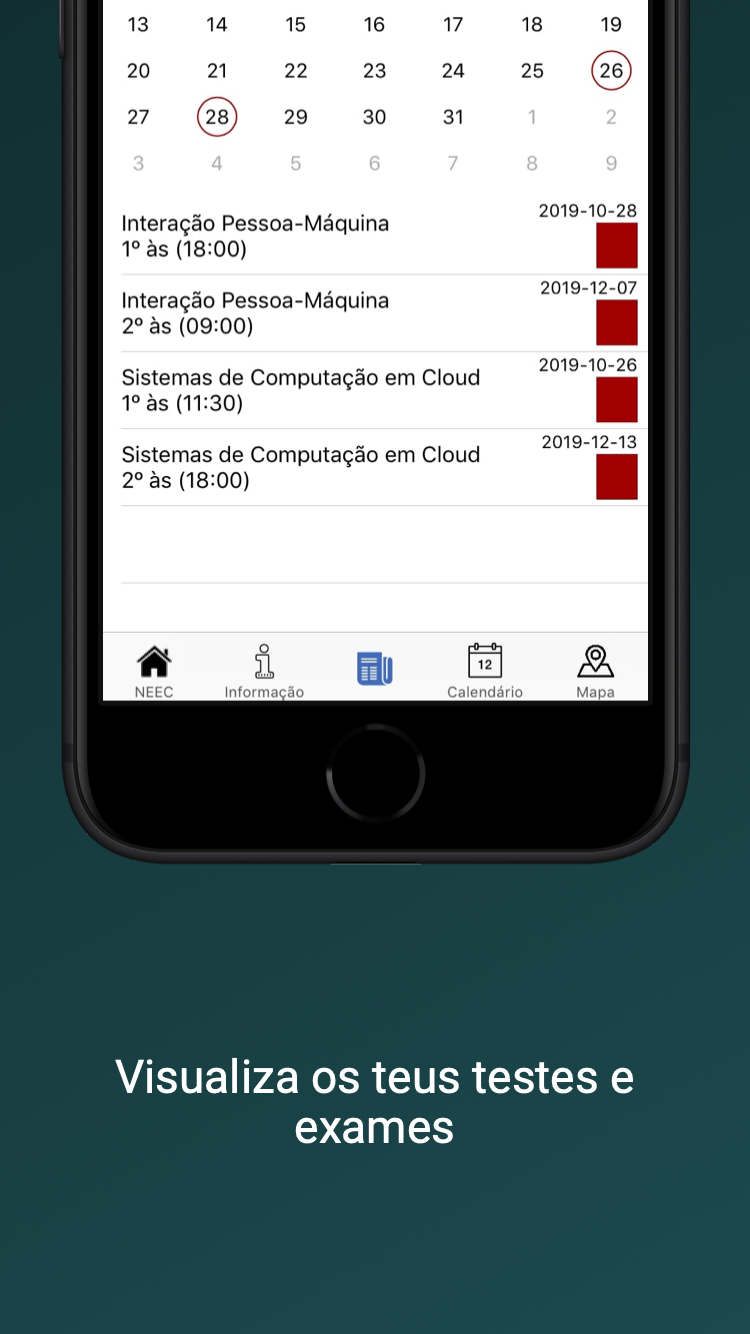 13 14 15 16 17 18 19
20 21 22 23 24 25 26
27 28 29 30 31 1 2
3 4 5 6 7 8 9
2019-10-28
Interação Pessoa-Máquina
1º às (18:00)
2019-12-07
Interação Pessoa-Máquina
2º às (09:00)
2019-10-26
Sistemas de Computação em Cloud
1º às (11:30)
2019-12-13
Sistemas de Computação em Cloud
2º às (18:00)
12
NEEC Informação Calendário Mapa
Visualiza os teus testes e
exames